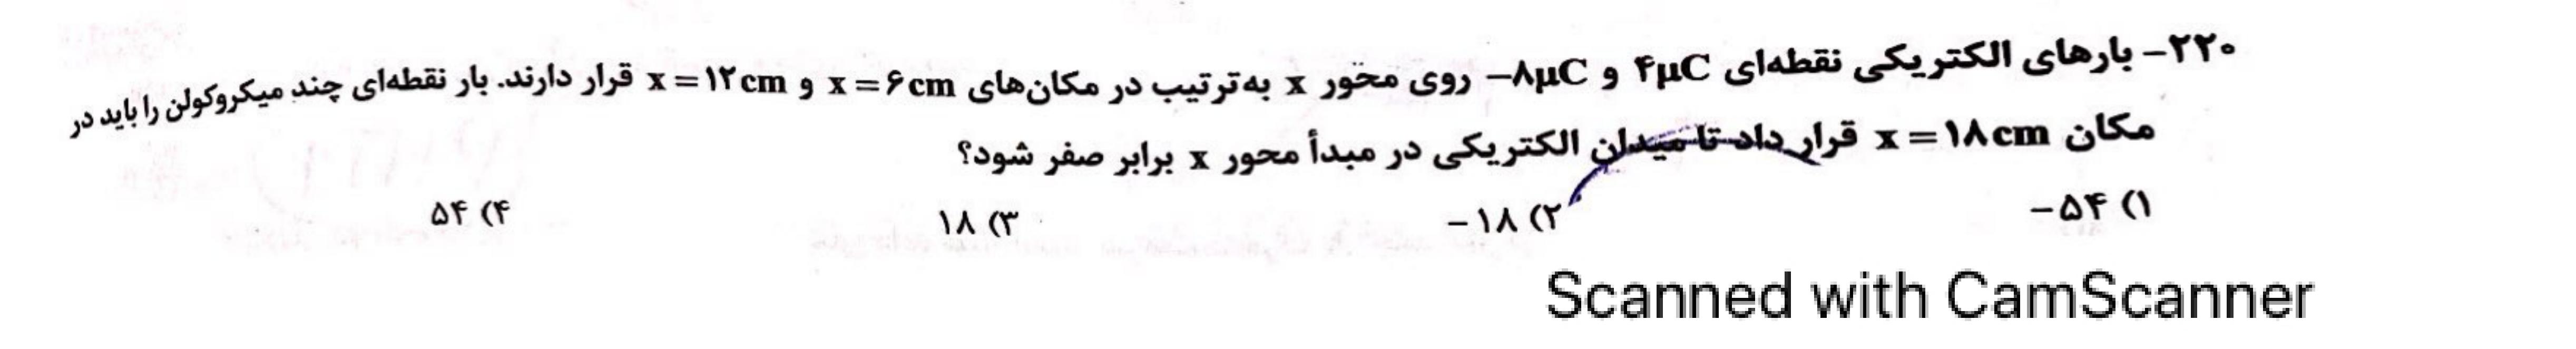 ۲۲۰- بارهای الکتریکی نقطه‌ای ۴μC و ۸μC− روی محور x به‌ترتیب در مکان‌های x=۶cm و x=۱۲cm قرار دارند. بار نقطه‌ای چند میکروکولن را باید در
مکان x=۱۸cm قرار داد تا میدان الکتریکی در مبدأ محور x برابر صفر شود؟
۱) ۵۴− ۲) ۱۸− ۳) ۱۸ ۴) ۵۴
Scanned with CamScanner